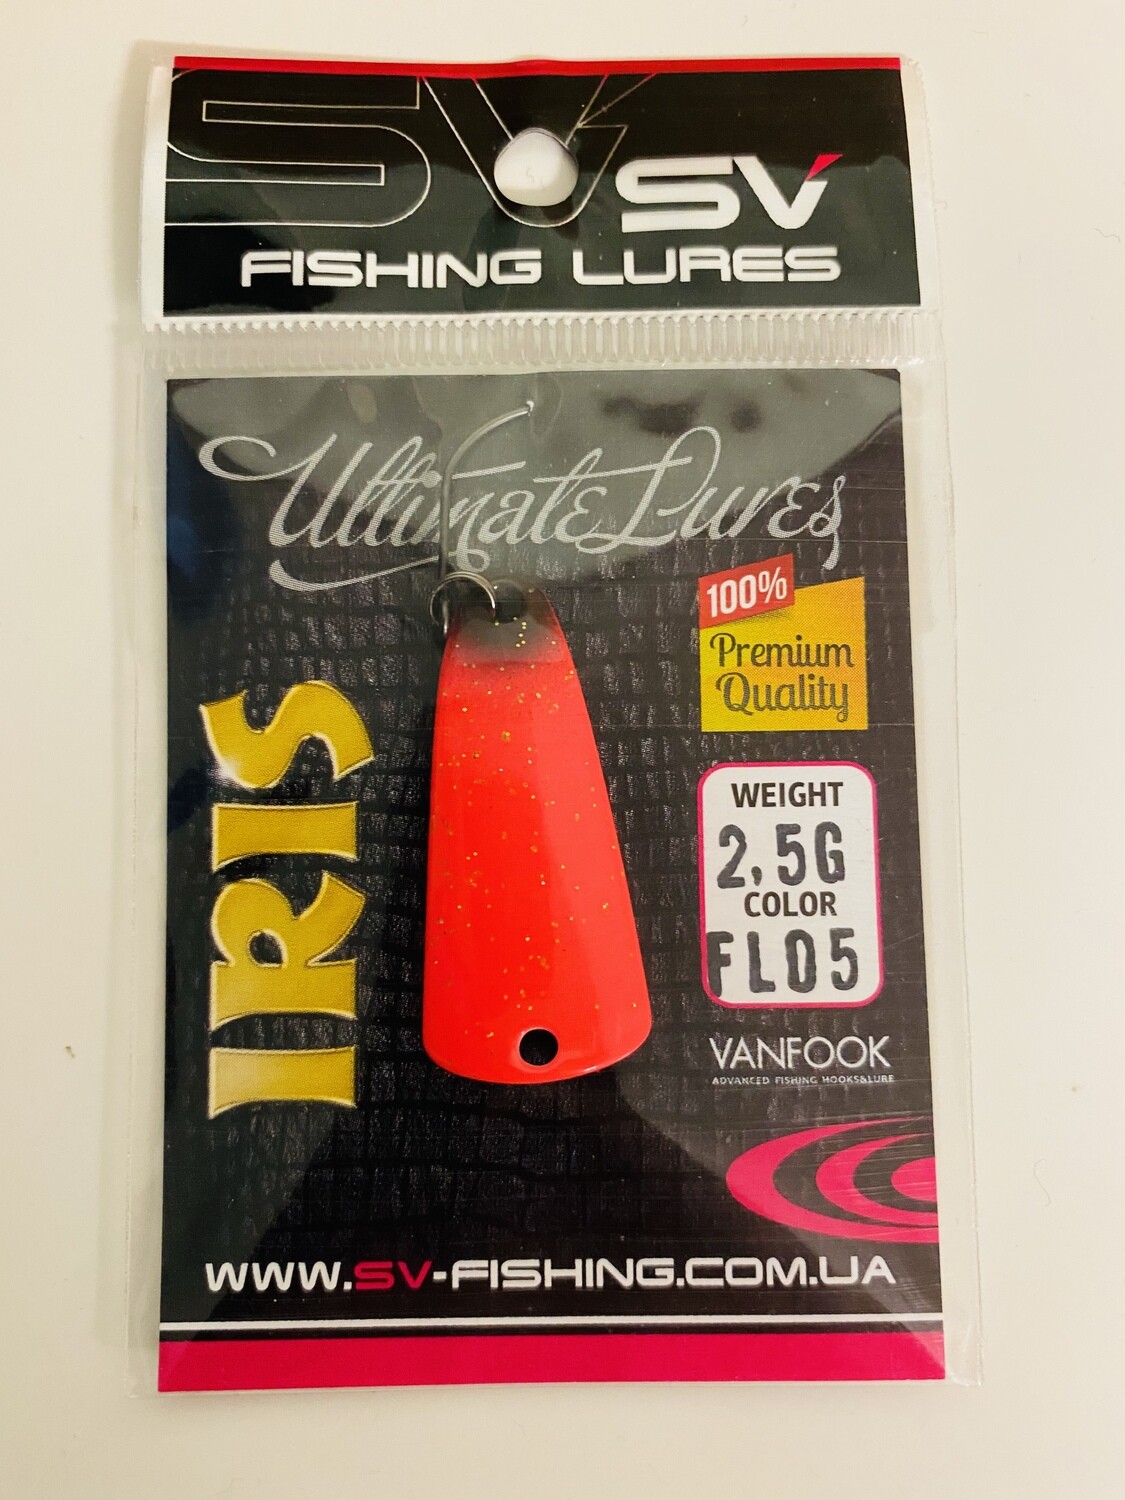 SV
SV
FISHING LURES
Ultimate Lures
100%
Premium
Quality
IRIS
WEIGHT
2,5G
COLOR
FL05
VANFOOK
ADVANCED FISHING HOOKS&LURE
WWW.SV-FISHING.COM.UA